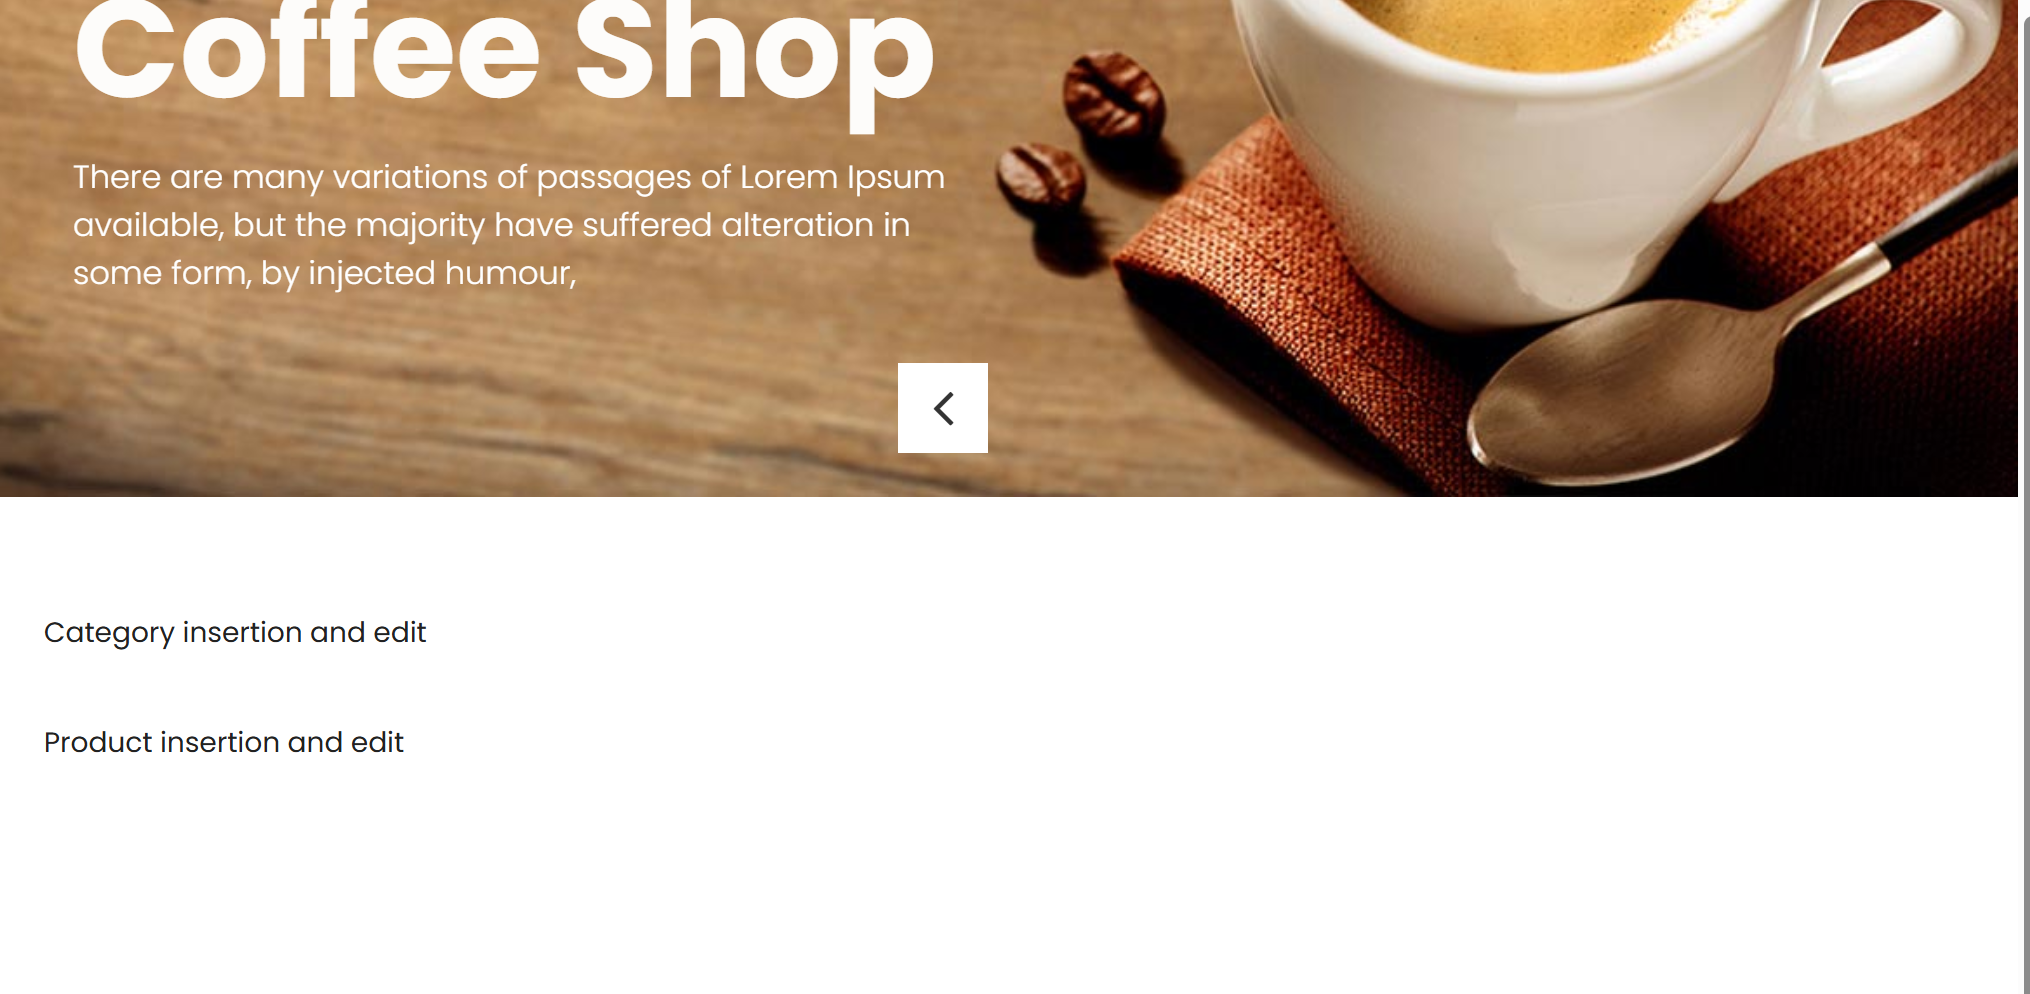 Coffee Shop
There are many variations of passages of Lorem Ipsum
available, but the majority have suffered alteration in
some form, by injected humour,
Category insertion and edit
Product insertion and edit